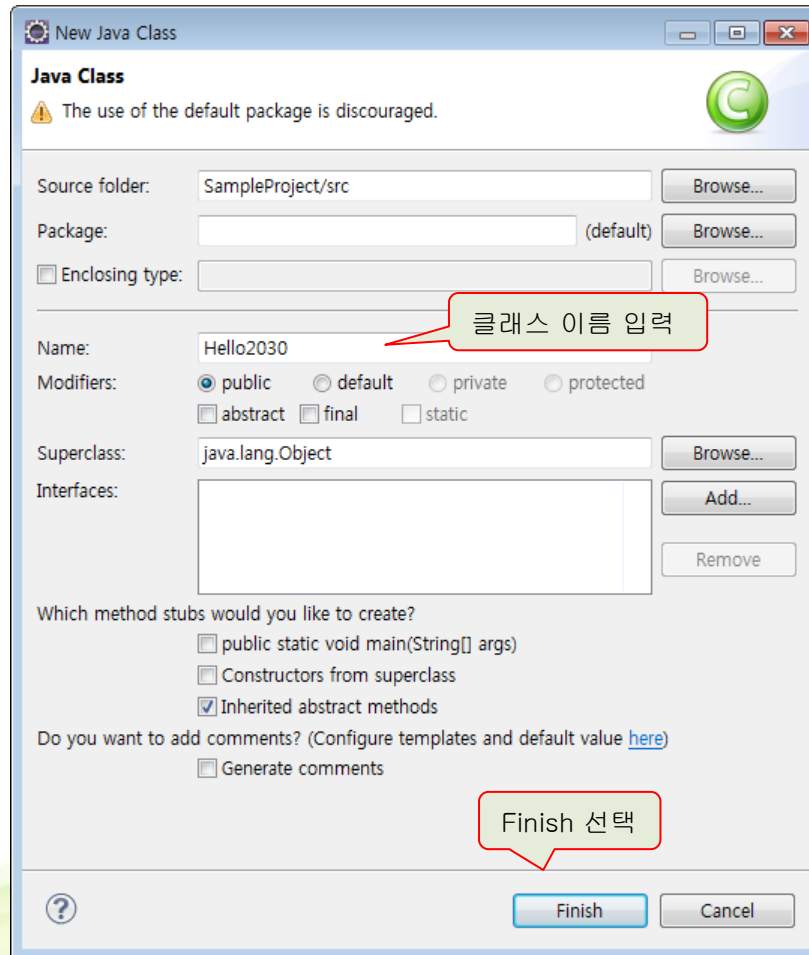 New Java Class
Java Class
The use of the default package is discouraged.
Source folder: SampleProject/src Browse...
Package: (default) Browse...
Enclosing type: Browse...
클래스 이름 입력
Name: Hello2030
Modifiers: public default private protected
abstract final static
Superclass: java.lang.Object Browse...
Interfaces: Add...
Remove
Which method stubs would you like to create?
public static void main(String[] args)
Constructors from superclass
Inherited abstract methods
Do you want to add comments? (Configure templates and default value here)
Generate comments
Finish 선택
Finish Cancel